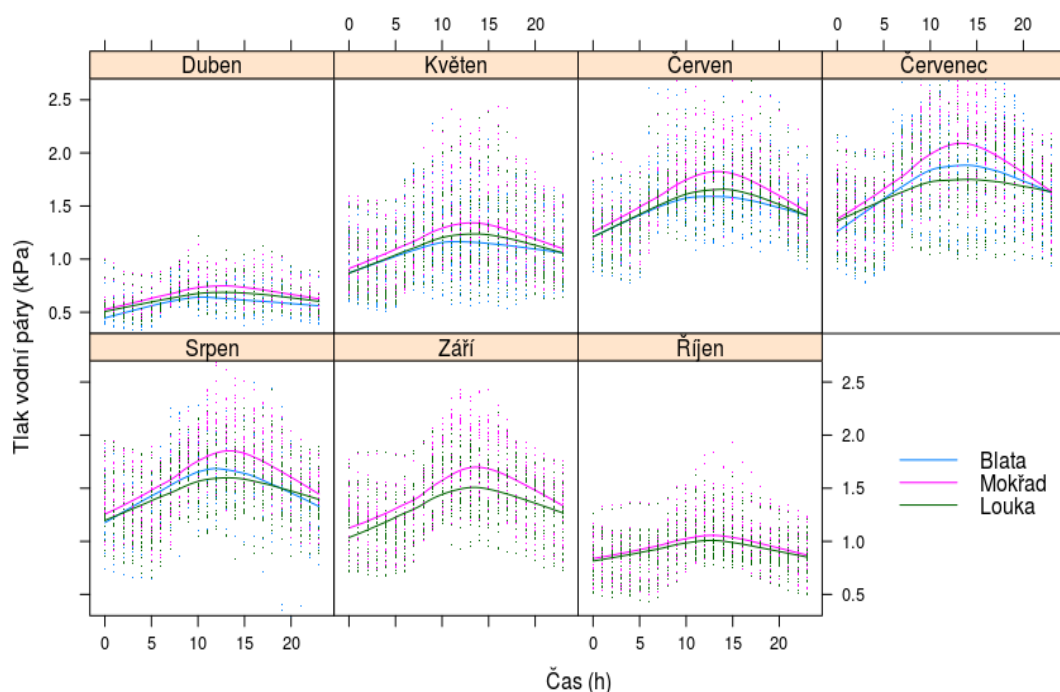 0 5 10 15 20
Duben Květen Červen Červenec
2.5
2.0
1.5
1.0
0.5
Srpen Září Říjen
2.5
2.0
1.5
1.0
0.5
Tlak vodní páry (kPa)
Blata
Mokřad
Louka
0 5 10 15 20
0 5 10 15 20
0 5 10 15 20
Čas (h)